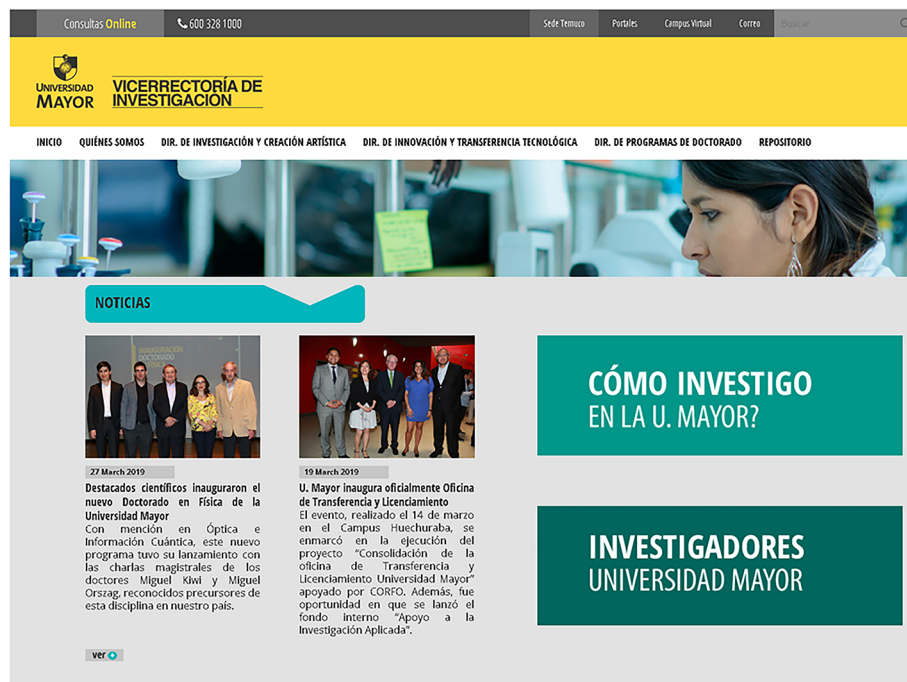 Consultas Online
600 328 1000
Sede Temuco
Portales
Campus Virtual
Correo
Buscar
UNIVERSIDAD
MAYOR
VICERRECTORÍA DE
INVESTIGACIÓN
INICIO
QUIÉNES SOMOS
DIR. DE INVESTIGACIÓN Y CREACIÓN ARTÍSTICA
DIR. DE INNOVACIÓN Y TRANSFERENCIA TECNOLÓGICA
DIR. DE PROGRAMAS DE DOCTORADO
REPOSITORIO
NOTICIAS
INAUGURACIÓN
DOCTORADO
27 March 2019
Destacados científicos inauguraron el
nuevo Doctorado en Física de la
Universidad Mayor
Con mención en Óptica e
Información Cuántica, este nuevo
programa tuvo su lanzamiento con
las charlas magistrales de los
doctores Miguel Kiwi y Miguel
Orszag, reconocidos precursores de
esta disciplina en nuestro país.
ver
19 March 2019
U. Mayor inaugura oficialmente Oficina
de Transferencia y Licenciamiento
El evento, realizado el 14 de marzo
en el Campus Huechuraba, se
enmarcó en la ejecución del
proyecto “Consolidación de la
oficina de Transferencia y
Licenciamiento Universidad Mayor”
apoyado por CORFO. Además, fue
oportunidad en que se lanzó el
fondo interno “Apoyo a la
Investigación Aplicada”.
CÓMO INVESTIGO
EN LA U. MAYOR?
INVESTIGADORES
UNIVERSIDAD MAYOR